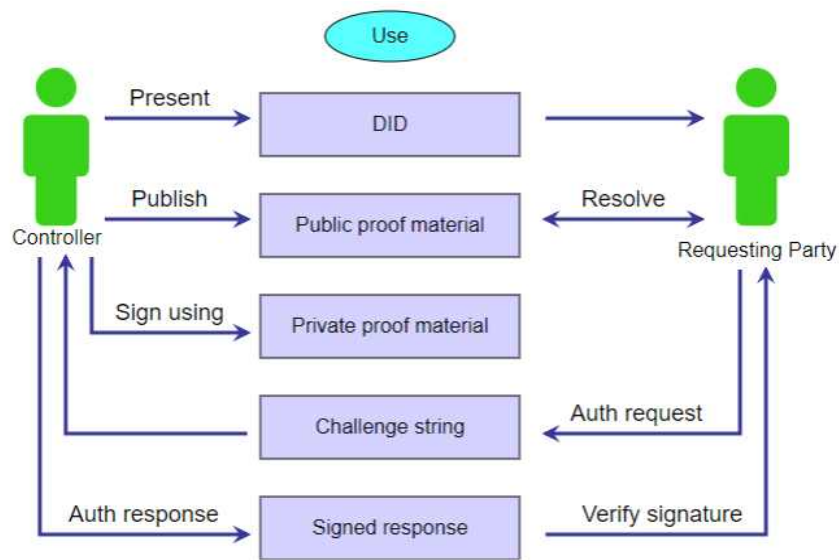 Use
Present
DID
Publish
Public proof material
Resolve
Controller
Requesting Party
Sign using
Private proof material
Challenge string
Auth request
Auth response
Signed response
Verify signature